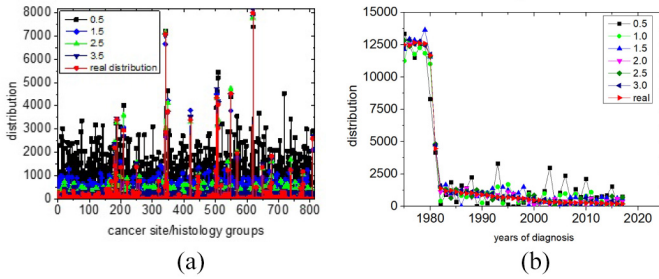 8000
7000
6000
5000
4000
3000
2000
1000
0
distribution
0.5
1.5
2.5
3.5
real distribution
0 100 200 300 400 500 600 700 800
cancer site/histology groups
(a)
15000
12500
10000
7500
5000
2500
0
distribution
0.5
1.0
1.5
2.0
2.5
3.0
real
1980 1990 2000 2010 2020
years of diagnosis
(b)